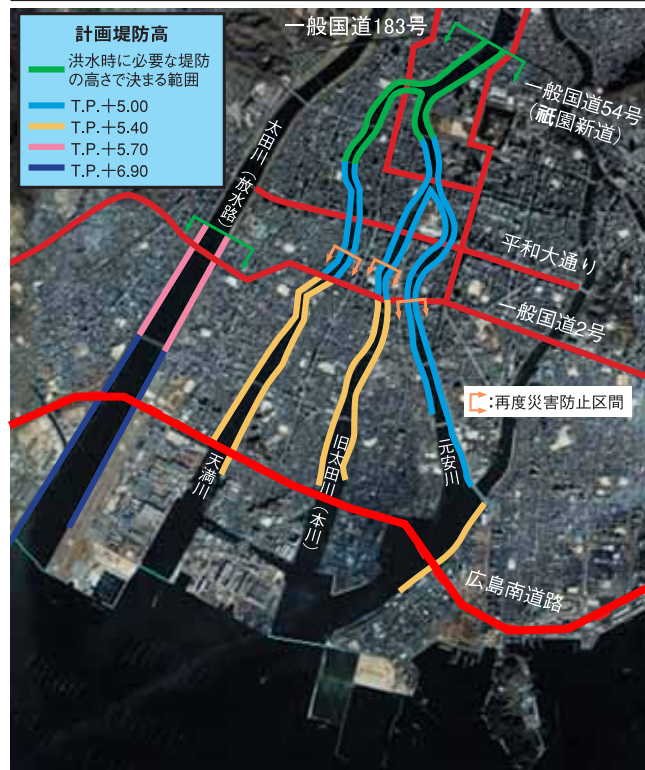 一般国道183号
計画堤防高
洪水時に必要な堤防
の高さで決まる範囲
T.P.+5.00
T.P.+5.40
T.P.+5.70
T.P.+6.90
一般国道54号
(祇園新道)
太田川(放水路)
平和大通り
一般国道2号
:再度災害防止区間
天満川
旧太田川(本川)
元安川
広島南道路